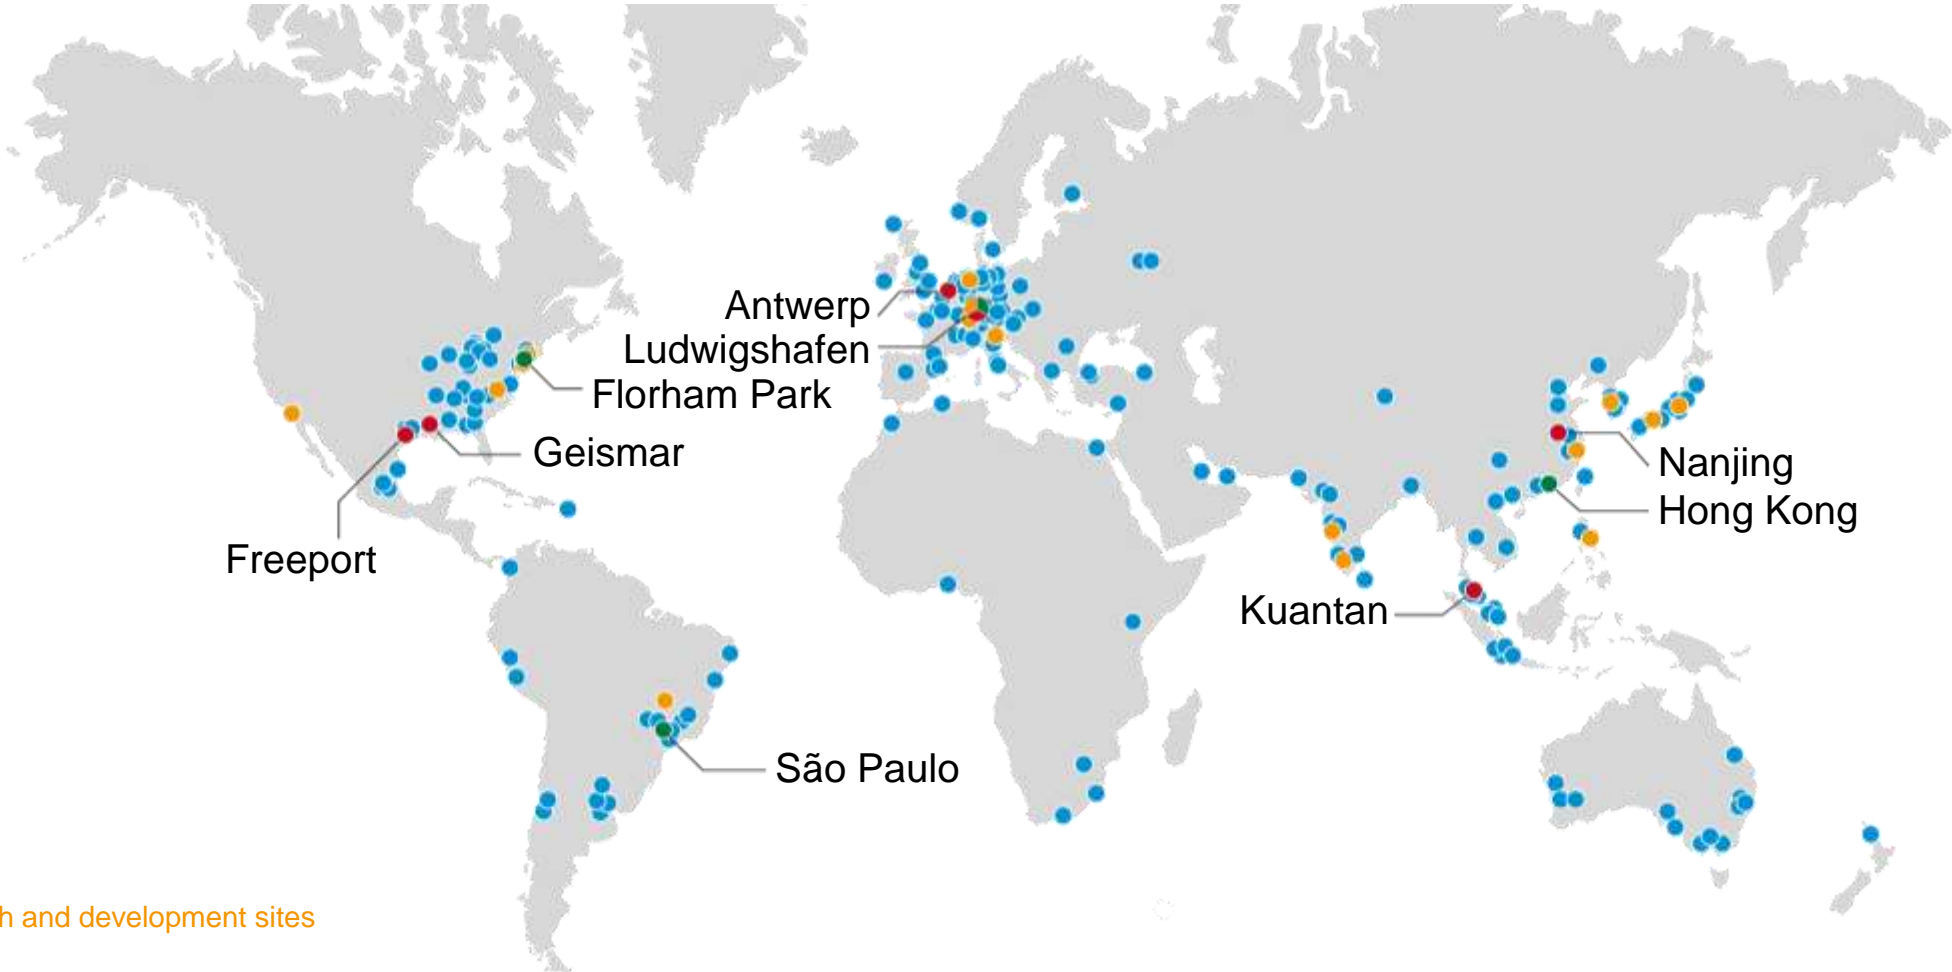 Antwerp
Ludwigshafen
Florham Park
Geismar
Freeport
São Paulo
Nanjing
Hong Kong
Kuantan
h and development sites